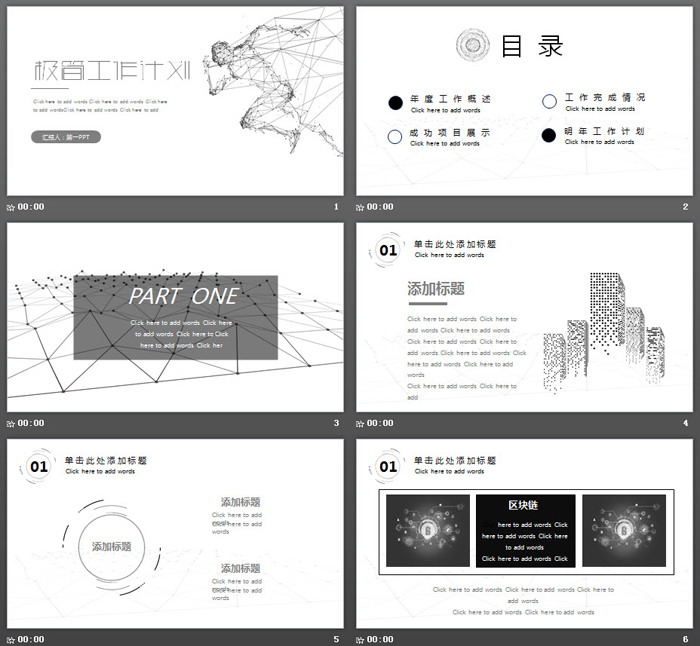 极简工作计划
Click here to add words Click here to add words Click here
to add wordsClick here to add words Click here to add
汇报人：第一PPT
00:00
1
目 录
年度工作概述
Click here to add words
工作完成情况
Click here to add words
成功项目展示
Click here to add words
明年工作计划
Click here to add words
00:00
2
PART ONE
Click here to add words Click here
to add words Click here to Click
here to add words Click her
00:00
3
01
单击此处添加标题
Click here to add words
添加标题
Click here to add words Click here to
add words Click here to add words
Click here to add words Click here to
add words Click here to add words
Click here to add words Click here
to add words Click here to add
words
Click here to add words Click here to
add
00:00
4
01
单击此处添加标题
Click here to add words
添加标题
添加标题
Click here to add
words
words
添加标题
Click here to add
words
words
00:00
5
01
单击此处添加标题
Click here to add words
区块链
here to add words Click
here to add words Click here
to add words
Click here to add words Click
Click here to add words Click here to add words Click here to
add words
Click here to add words Click here to add words
00:00
6